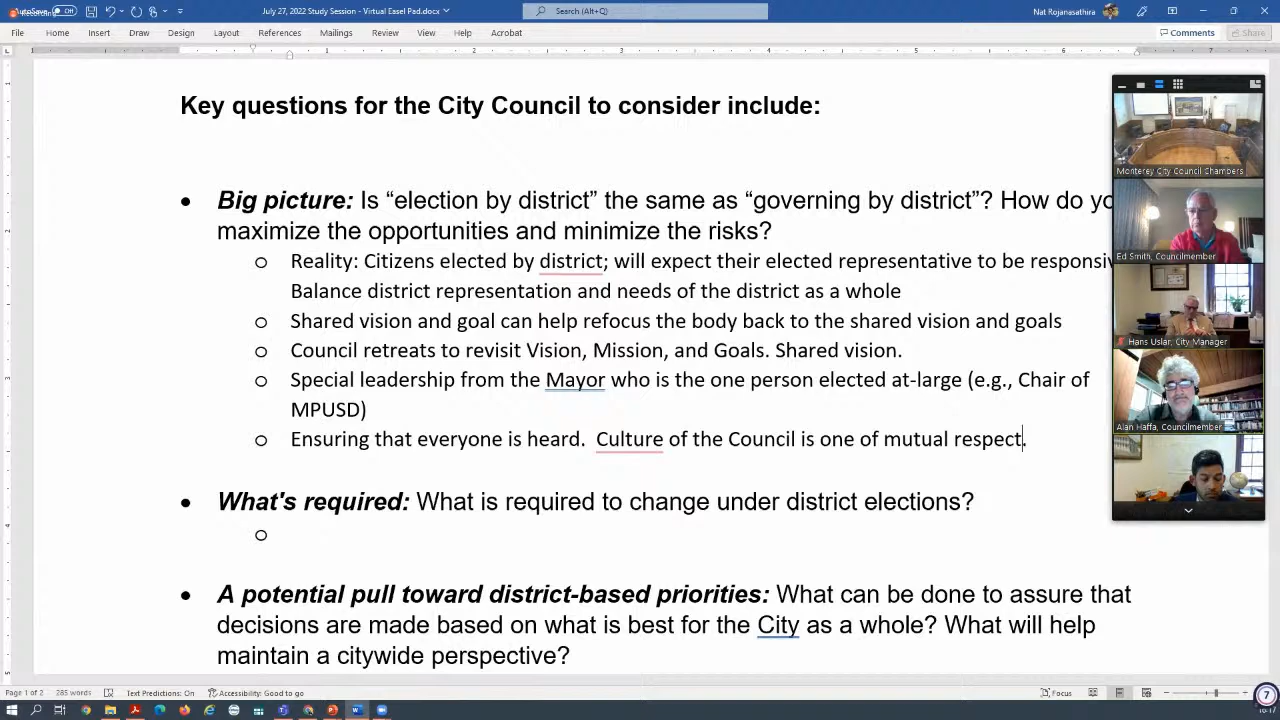 AutoSave Off
July 27, 2022 Study Session - Virtual Easel Pad.docx
Search (Alt+Q)
Nat Rojanasathira
File Home Insert Draw Design Layout References Mailings Review View Help Acrobat
Comments Share
Key questions for the City Council to consider include:
Big picture: Is “election by district” the same as “governing by district”? How do yo
maximize the opportunities and minimize the risks?
Reality: Citizens elected by district; will expect their elected representative to be responsiv
Balance district representation and needs of the district as a whole
Shared vision and goal can help refocus the body back to the shared vision and goals
Council retreats to revisit Vision, Mission, and Goals. Shared vision.
Special leadership from the Mayor who is the one person elected at-large (e.g., Chair of
MPUSD)
Ensuring that everyone is heard.  Culture of the Council is one of mutual respect.
What's required: What is required to change under district elections?
A potential pull toward district-based priorities: What can be done to assure that
decisions are made based on what is best for the City as a whole? What will help
maintain a citywide perspective?
Monterey City Council Chambers
Ed Smith, Councilmember
Hans Uslar, City Manager
Alan Haffa, Councilmember
Page 1 of 2 285 words Text Predictions: On Accessibility: Good to go Focus
7